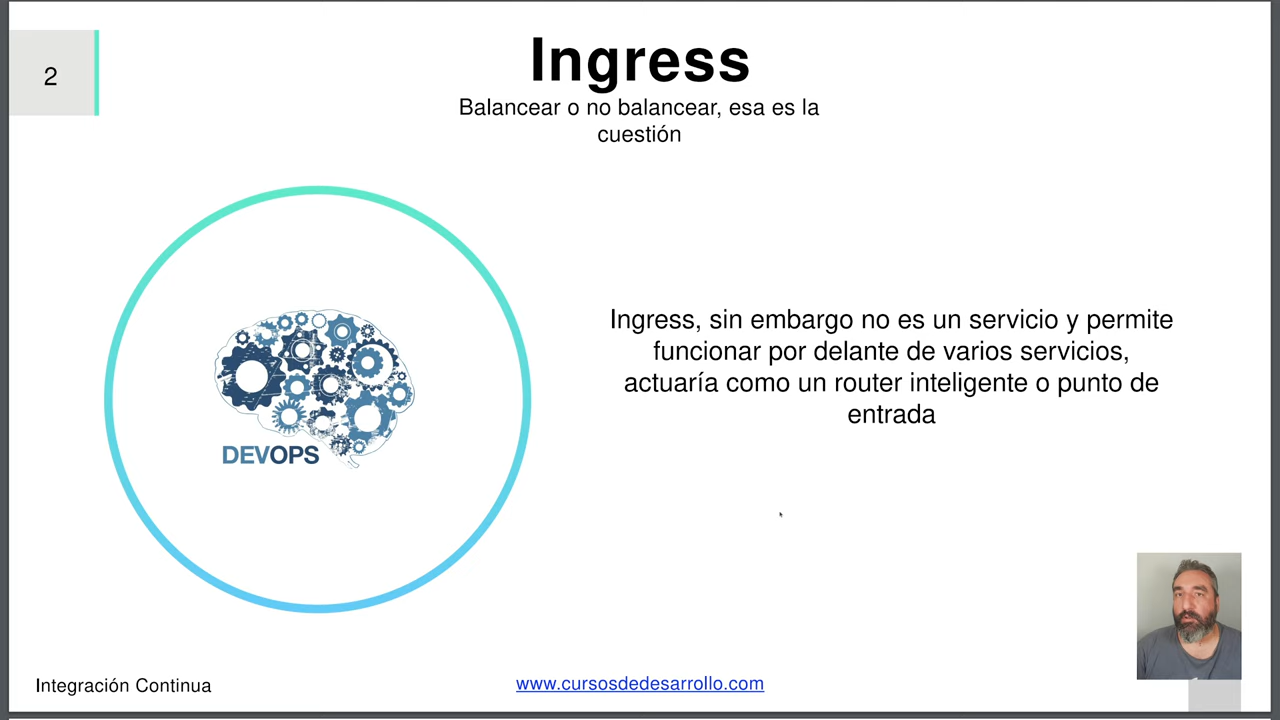 2
Ingress
Balancear o no balancear, esa es la
cuestión
Ingress, sin embargo no es un servicio y permite
funcionar por delante de varios servicios,
actuaría como un router inteligente o punto de
entrada
DEVOPS
Integración Continua
www.cursosdedesarrollo.com